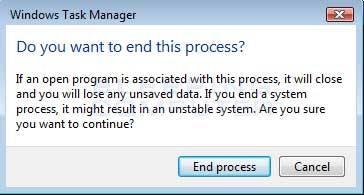 Windows Task Manager
Do you want to end this process?
If an open program is associated with this process, it will close
and you will lose any unsaved data. If you end a system
process, it might result in an unstable system. Are you sure
you want to continue?
End process
Cancel